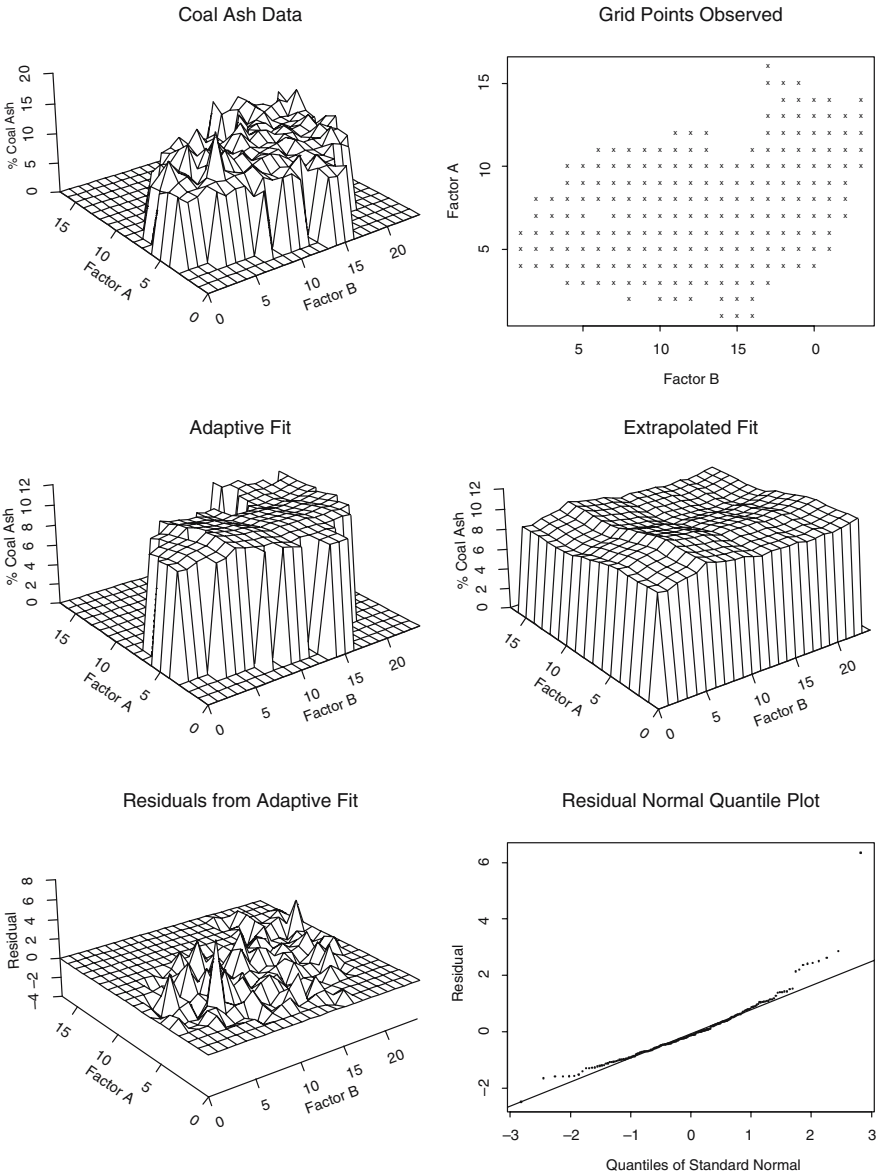 Coal Ash Data
% Coal Ash
0 5 10 15 20
15 10 5 0
Factor A
0 5 10 15 20
Factor B
Grid Points Observed
Factor A
15
10
5
5 10 15 0
Factor B
Adaptive Fit
% Coal Ash
0 2 4 6 8 10 12
15 10 5 0
Factor A
0 5 10 15 20
Factor B
Extrapolated Fit
% Coal Ash
0 2 4 6 8 10 12
15 10 5 0
Factor A
0 5 10 15 20
Factor B
Residuals from Adaptive Fit
Residual
−4 −2 0 2 4 6 8
15 10 5 0
Factor A
0 5 10 15 20
Factor B
Residual Normal Quantile Plot
Residual
6
4
2
0
−2
−3 −2 −1 0 1 2 3
Quantiles of Standard Normal